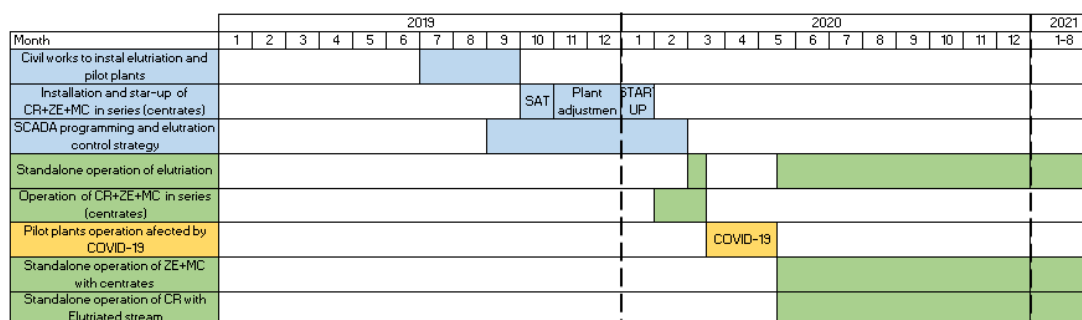 2019 2020 2021
Month 1 2 3 4 5 6 7 8 9 10 11 12 1 2 3 4 5 6 7 8 9 10 11 12 1-8
Civil works to instal elutriation and
pilot plants
Installation and star-up of
CR+ZE+MC in series (centrates)
SAT
Plant
adjustmen
STAR
UP
SCADA programming and elutration
control strategy
Standalone operation of elutriation
Operation of CR+ZE+MC in series
(centrates)
Pilot plants operation afected by
COVID-19
COVID-19
Standalone operation of ZE+MC
with centrates
Standalone operation of CR with
Elutriated stream